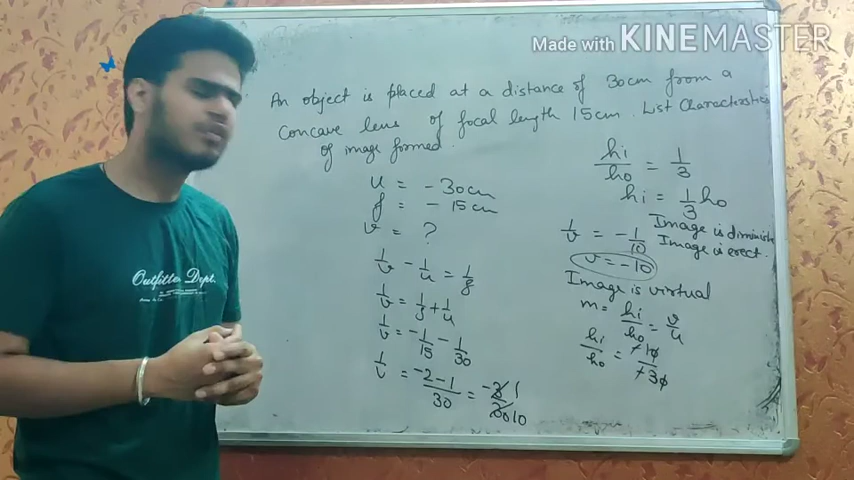 Made with KINEMASTER
An object is placed at a distance of 30cm from a
Concave lens of focal length 15cm. List Characteristics
of image formed.
u = -30cm
f = -15cm
v = ?
1/v - 1/u = 1/f
1/v = 1/f + 1/u
1/v = -1/15 - 1/30
1/v = -2-1/30 = -3/30 1/10
hi/ho = 1/3
hi = 1/3 ho
Image is diminished
1/v = -1/10
Image is erect.
v = -10
Image is virtual
m = hi/ho = v/u
hi/ho = +10/+30
Outfitters Dept.